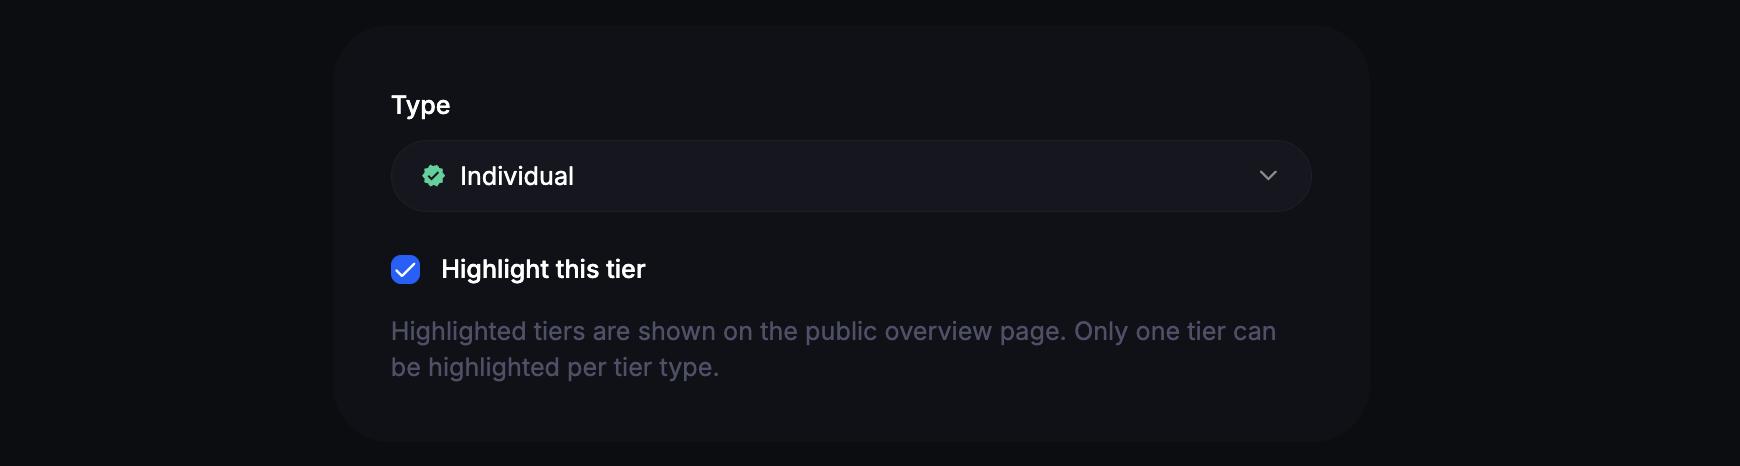 Type
Individual
Highlight this tier
Highlighted tiers are shown on the public overview page. Only one tier can
be highlighted per tier type.